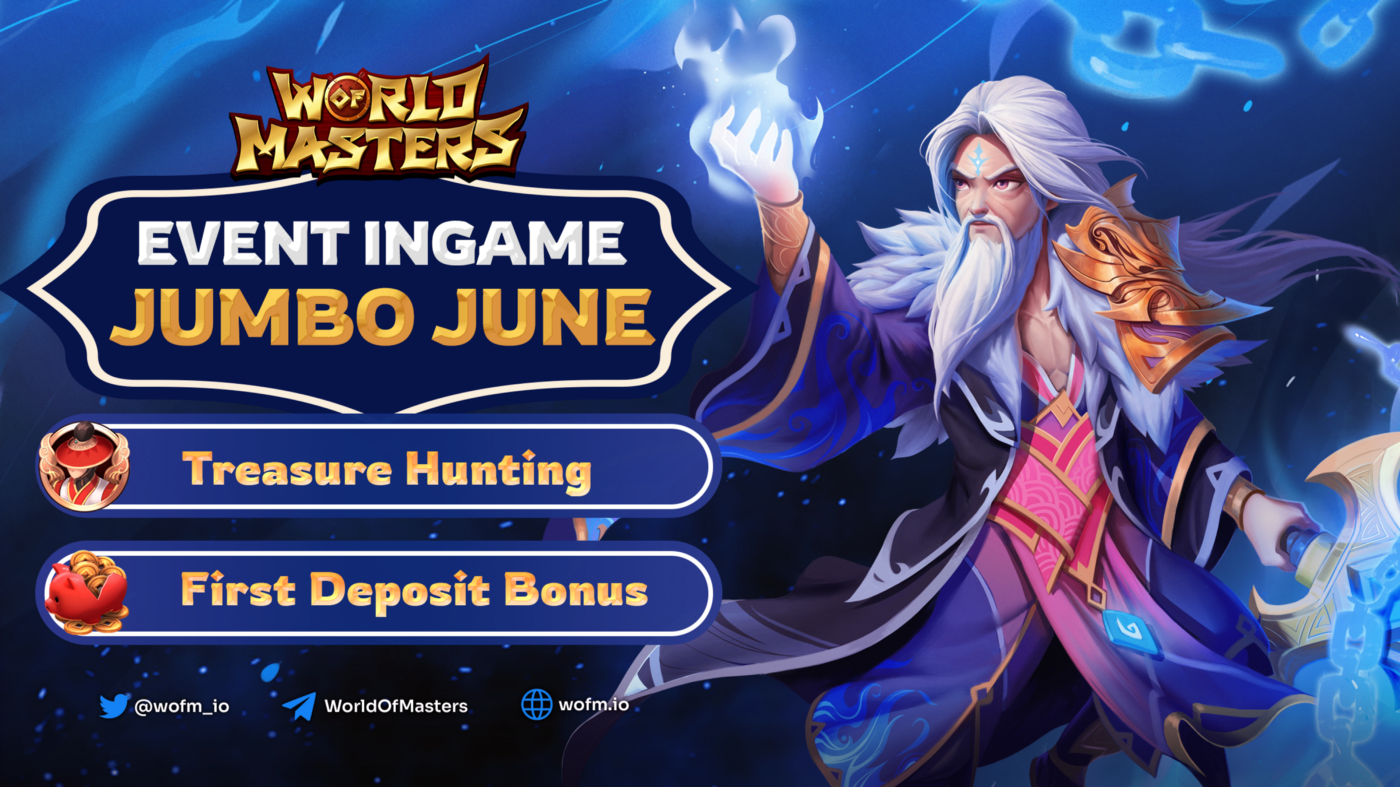 WORLD
OF
MASTERS
EVENT INGAME
JUMBO JUNE
Treasure Hunting
First Deposit Bonus
@wofm_io
WorldOfMasters
wofm.io